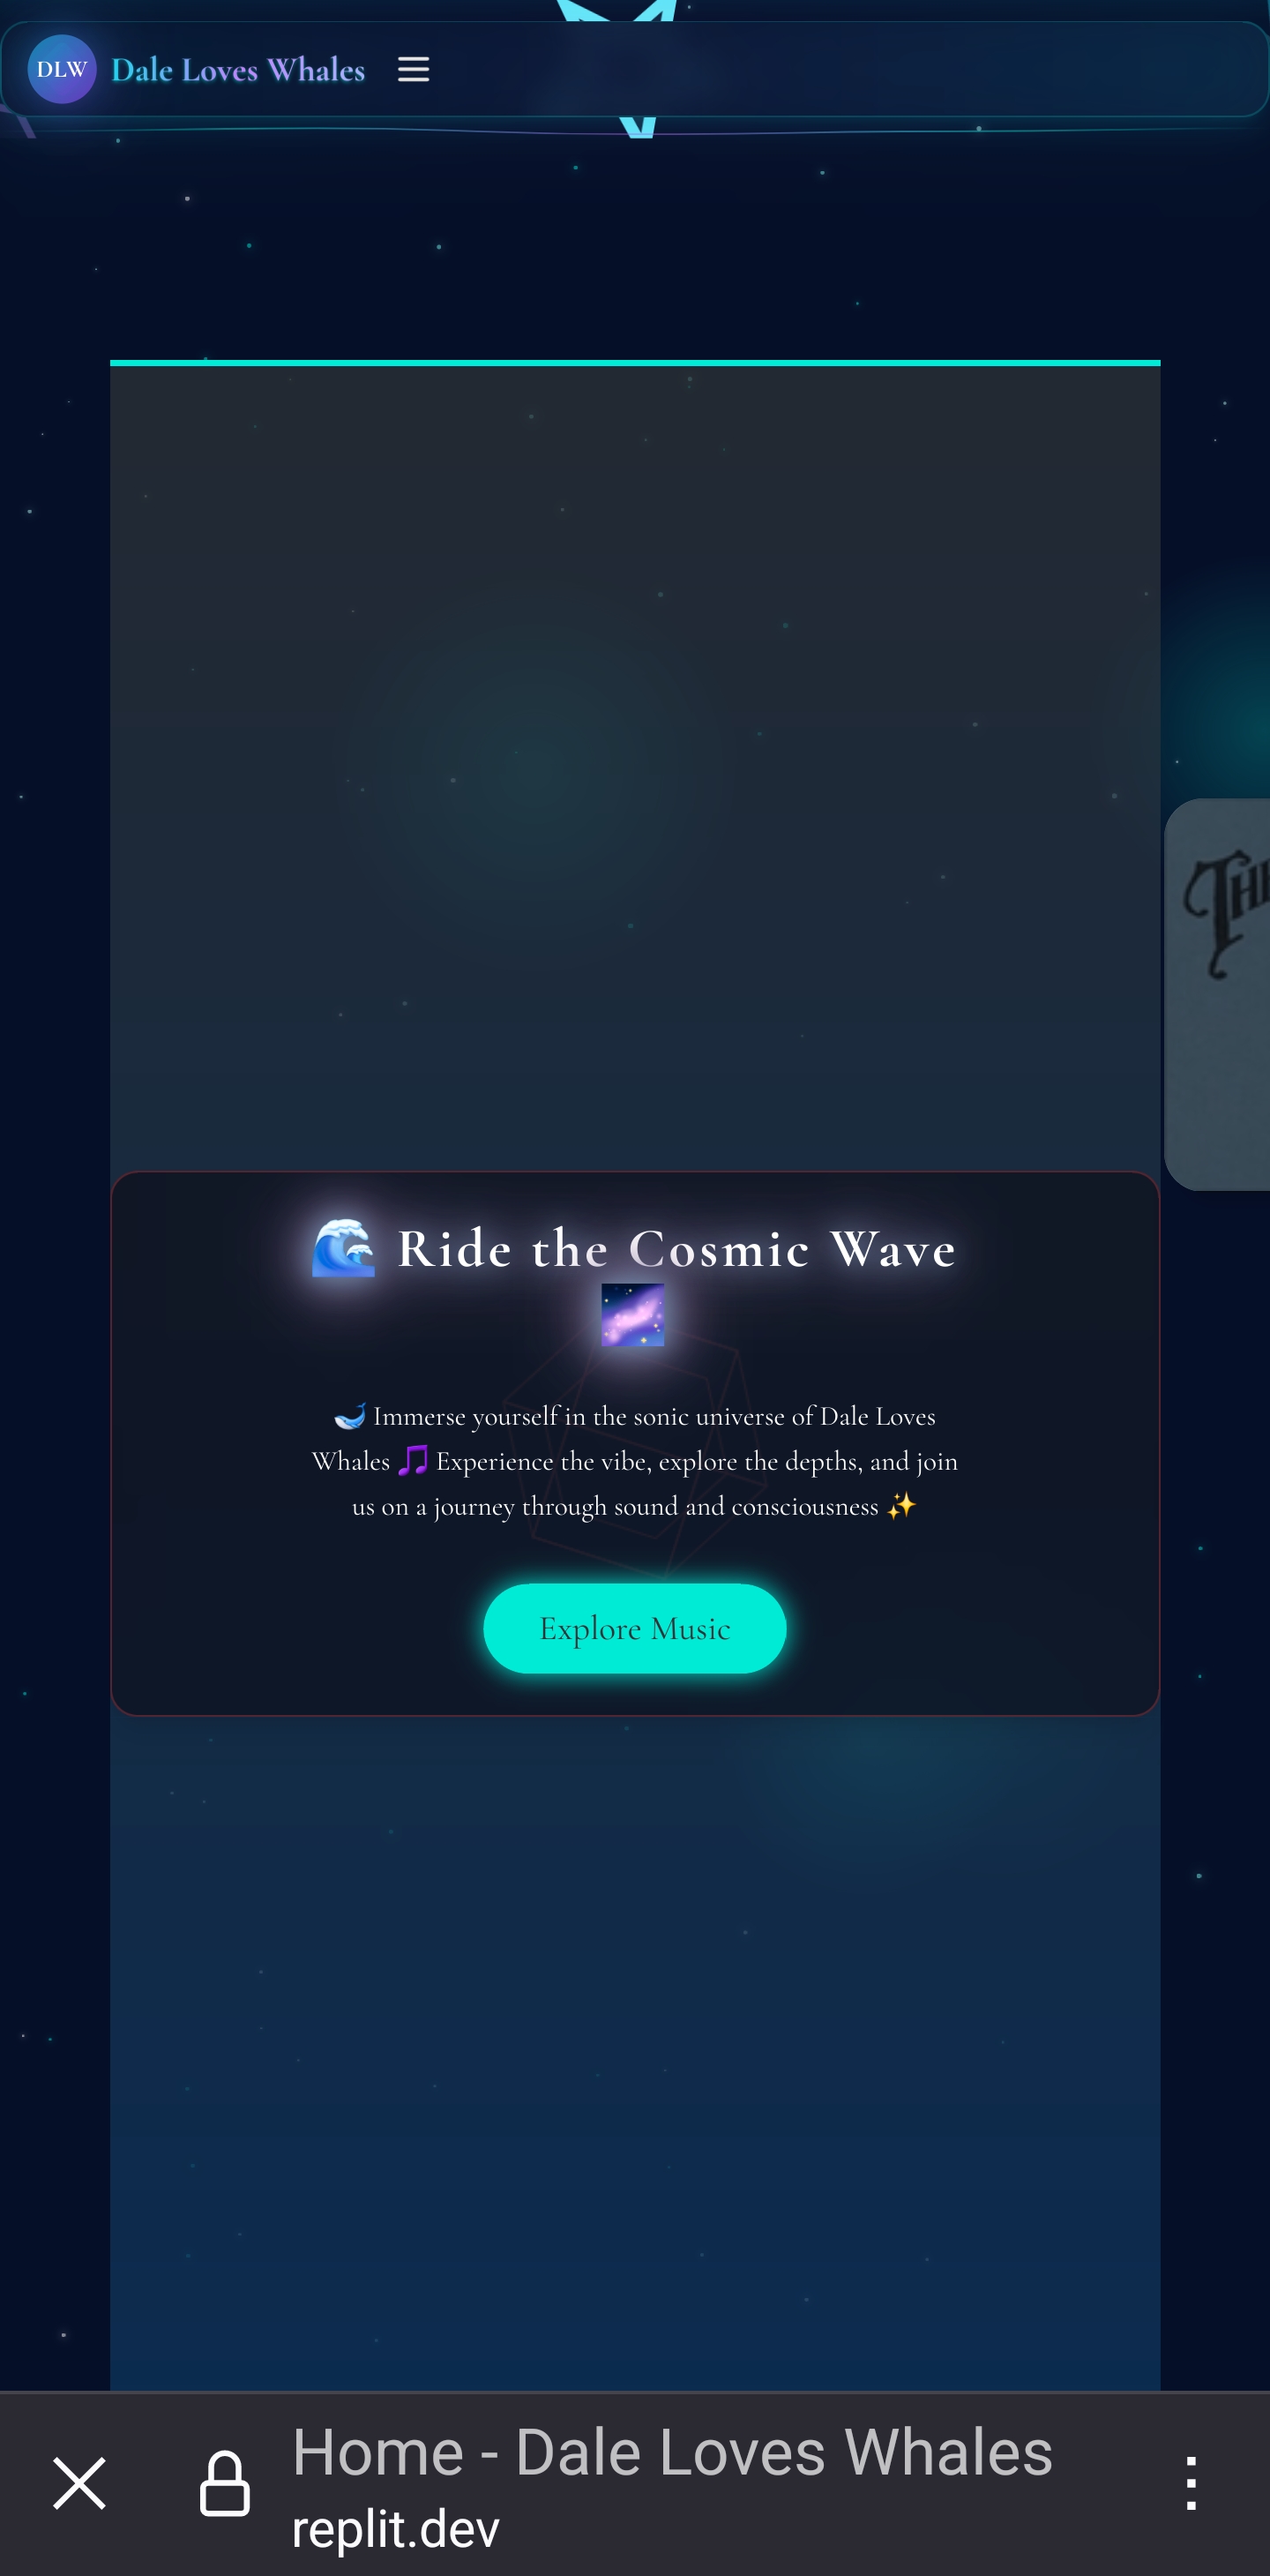 DLW Dale Loves Whales
THE
🌊 Ride the Cosmic Wave
🌌
🐋 Immerse yourself in the sonic universe of Dale Loves
Whales 🎵 Experience the vibe, explore the depths, and join
us on a journey through sound and consciousness ✨
Explore Music
Home - Dale Loves Whales
replit.dev